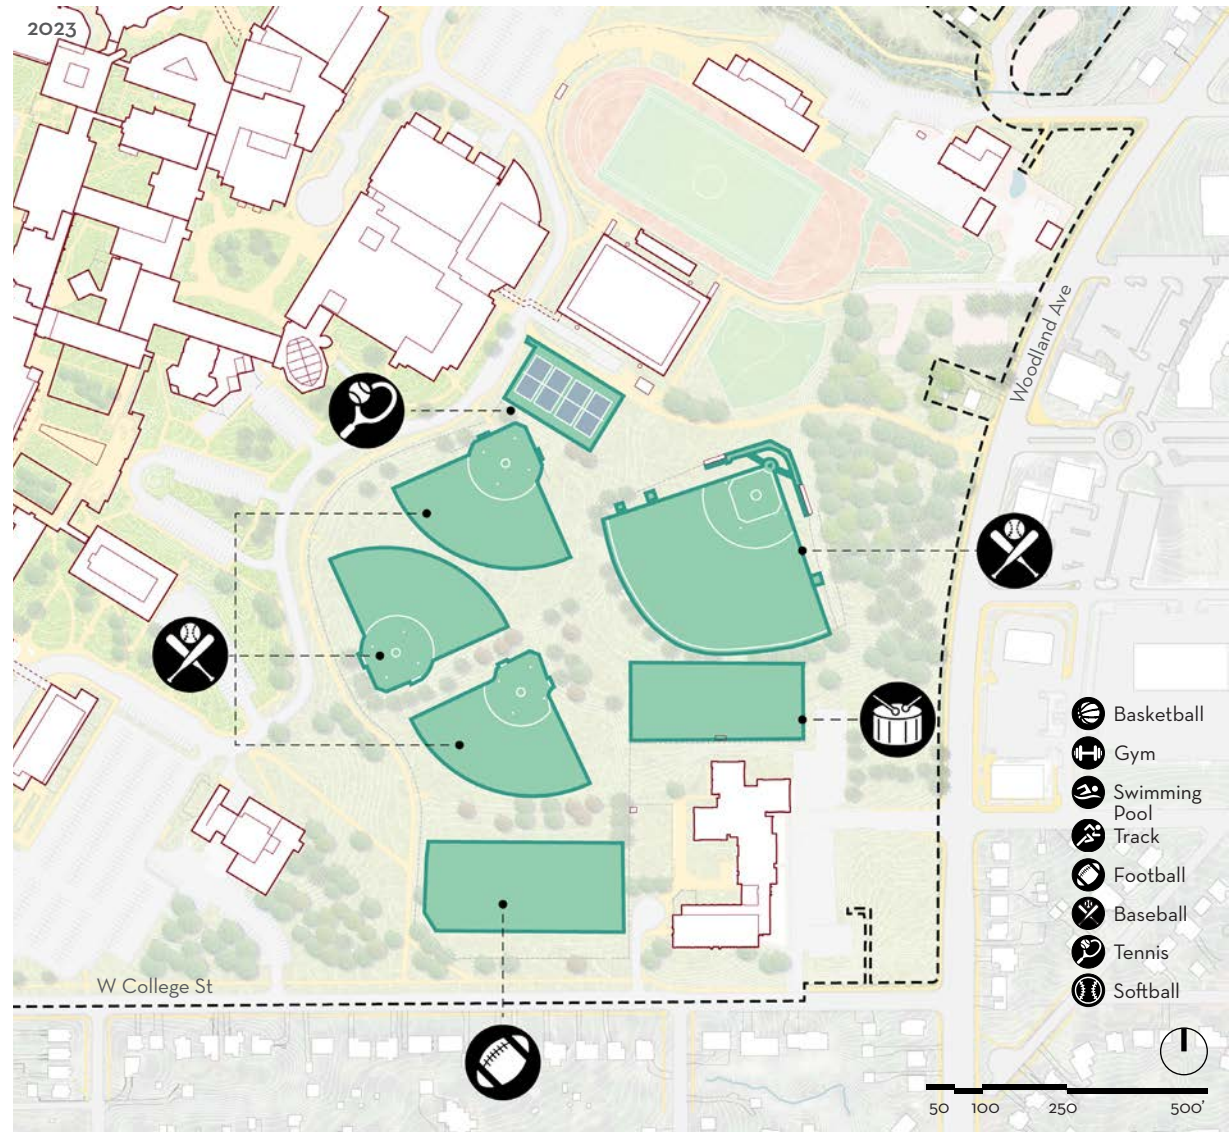 2023
Woodland Ave
Basketball
Gym
Swimming
Pool
Track
Football
Baseball
Tennis
Softball
W College St
50 100 250 500'